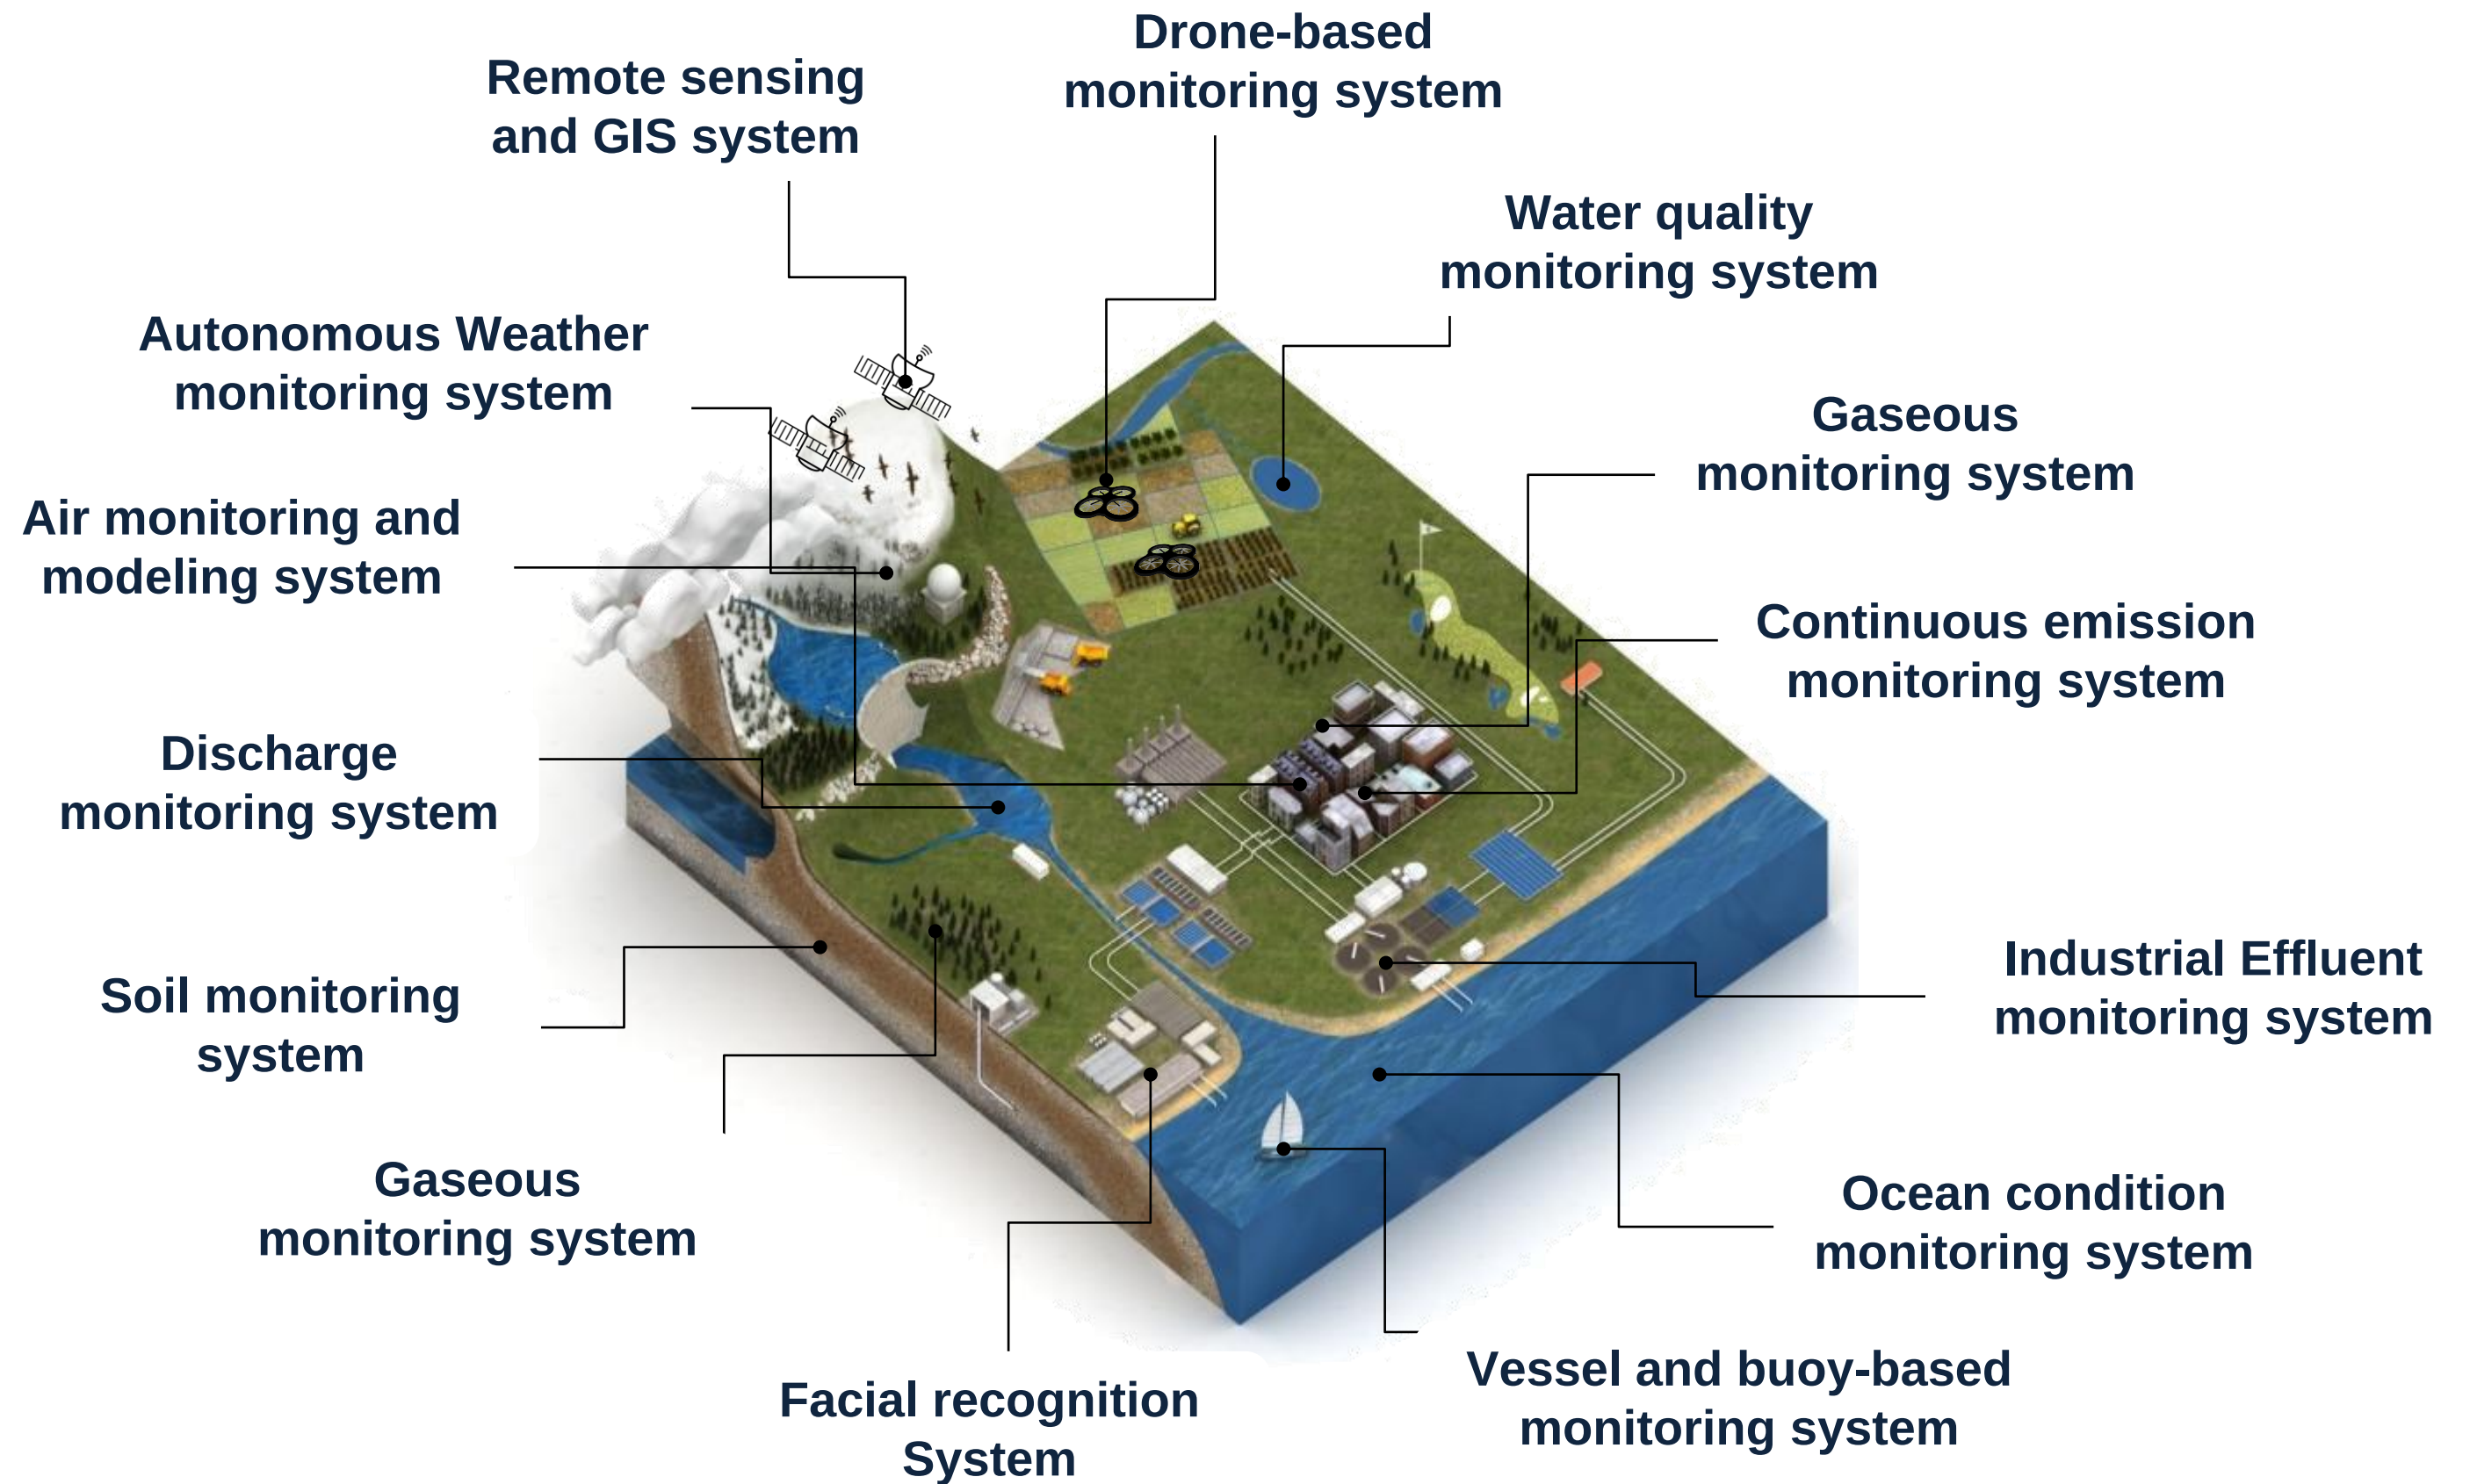 Drone-based
monitoring system
Remote sensing
and GIS system
Water quality
monitoring system
Autonomous Weather
monitoring system
Gaseous
monitoring system
Air monitoring and
modeling system
Continuous emission
monitoring system
Discharge
monitoring system
Industrial Effluent
monitoring system
Soil monitoring
system
Gaseous
monitoring system
Ocean condition
monitoring system
Vessel and buoy-based
monitoring system
Facial recognition
System